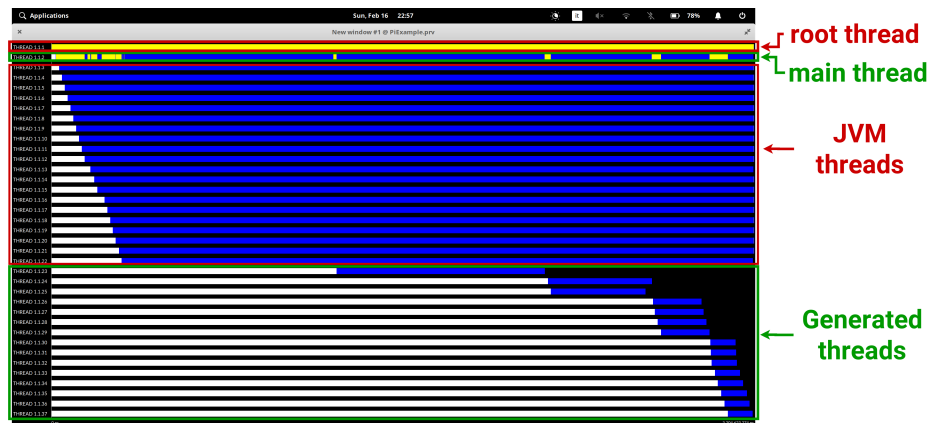 Applications
Sun, Feb 16 22:57
it
78%
New window #1 @ PiExample.prv
THREAD 1.1.1
THREAD 1.1.2
THREAD 1.1.3
THREAD 1.1.4
THREAD 1.1.5
THREAD 1.1.6
THREAD 1.1.7
THREAD 1.1.8
THREAD 1.1.9
THREAD 1.1.10
THREAD 1.1.11
THREAD 1.1.12
THREAD 1.1.13
THREAD 1.1.14
THREAD 1.1.15
THREAD 1.1.16
THREAD 1.1.17
THREAD 1.1.18
THREAD 1.1.19
THREAD 1.1.20
THREAD 1.1.21
THREAD 1.1.22
THREAD 1.1.23
THREAD 1.1.24
THREAD 1.1.25
THREAD 1.1.26
THREAD 1.1.27
THREAD 1.1.28
THREAD 1.1.29
THREAD 1.1.30
THREAD 1.1.31
THREAD 1.1.32
THREAD 1.1.33
THREAD 1.1.34
THREAD 1.1.35
THREAD 1.1.36
THREAD 1.1.37
root thread
main thread
JVM
threads
Generated
threads